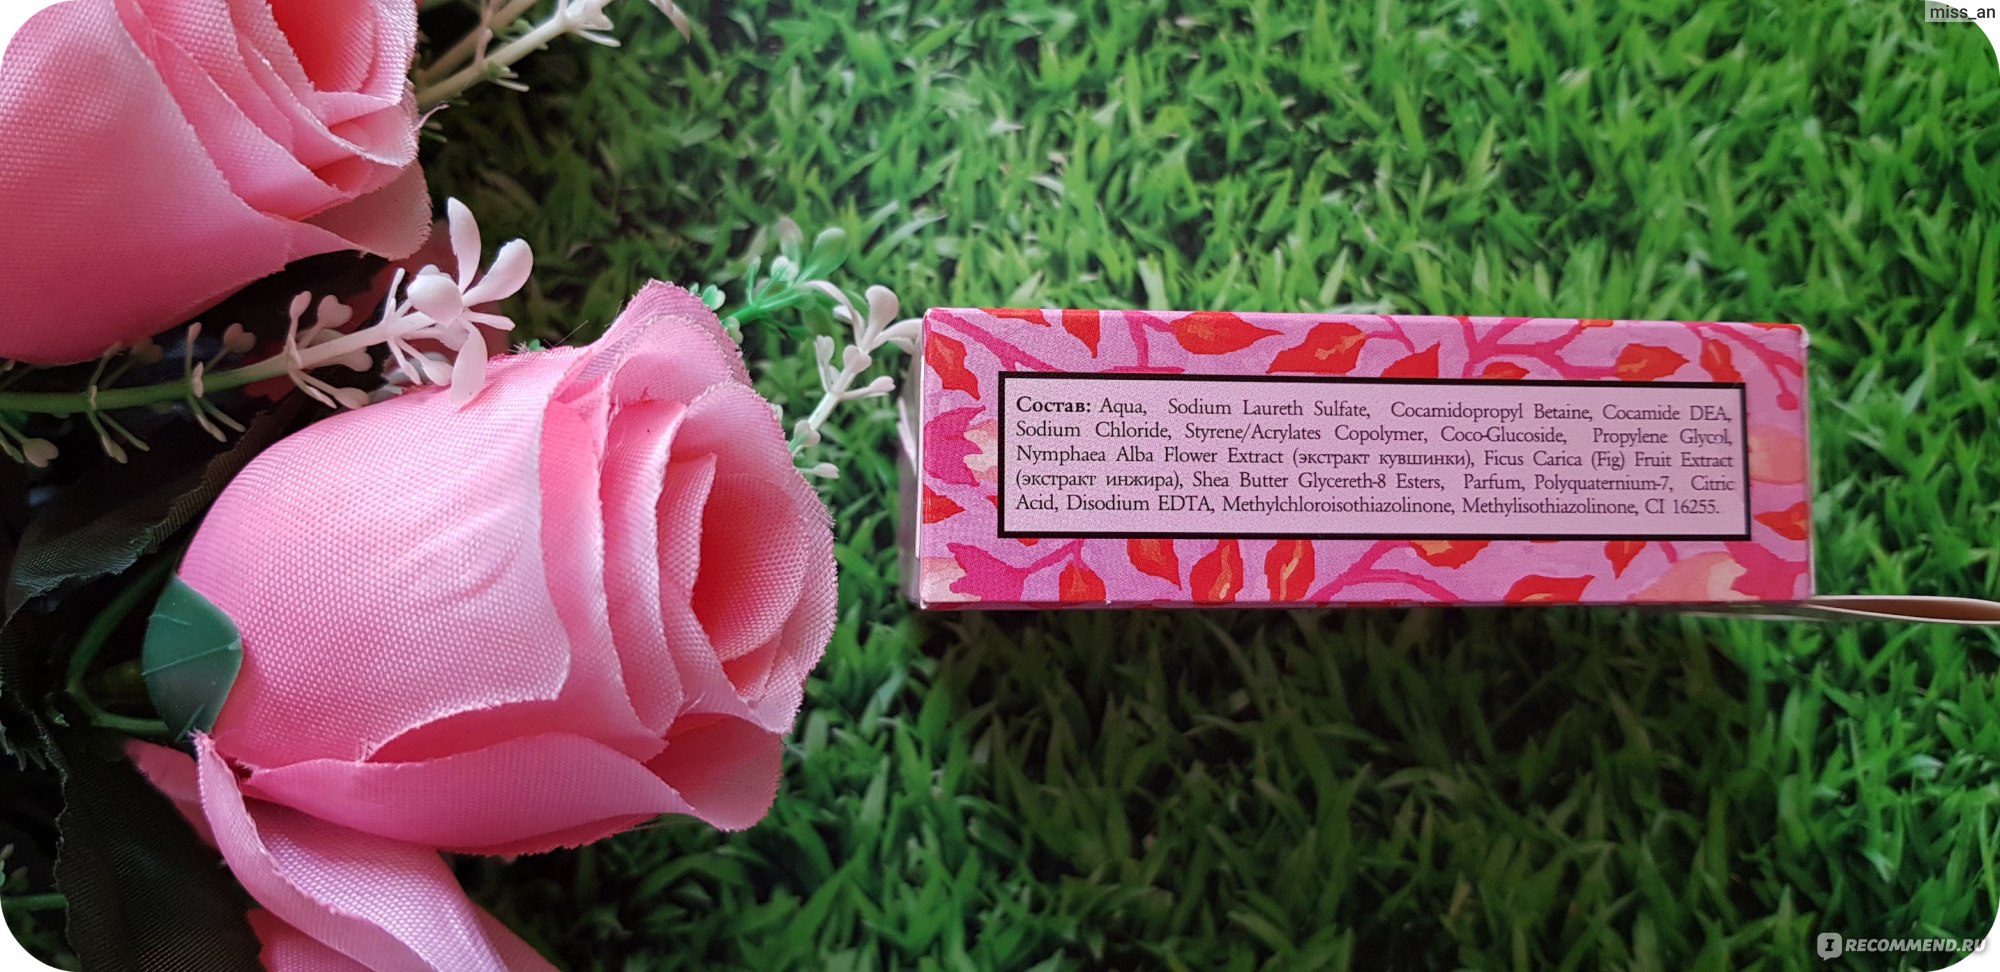 miss_an
Состав: Aqua, Sodium Laureth Sulfate, Cocamidopropyl Betaine, Cocamide DEA,
Sodium Chloride, Styrene/Acrylates Copolymer, Coco-Glucoside, Propylene Glycol,
Nymphaea Alba Flower Extract (экстракт кувшинки), Ficus Carica (Fig) Fruit Extract
(экстракт инжира), Shea Butter Glycereth-8 Esters, Parfum, Polyquaternium-7, Citric
Acid, Disodium EDTA, Methylchloroisothiazolinone, Methylisothiazolinone, CI 16255.
IRECOMMEND.RU